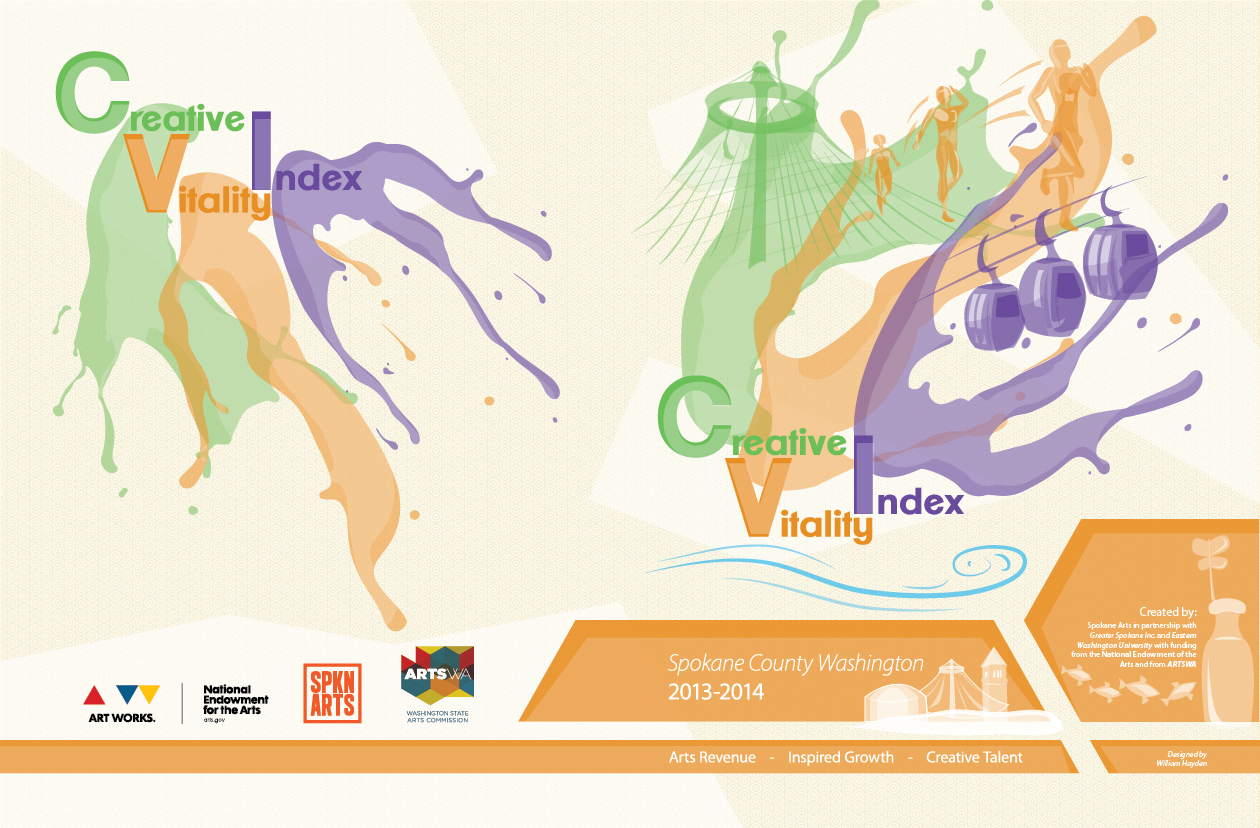 Creative
Vitality
Index
ART WORKS.
National
Endowment
for the Arts
arts.gov
SPKN
ARTS
ARTSWA
WASHINGTON STATE
ARTS COMMISSION
Creative
Vitality
Index
Spokane County Washington
2013-2014
Arts Revenue - Inspired Growth - Creative Talent
Created by:
Spokane Arts in partnership with
Greater Spokane Inc. and Eastern
Washington University with funding
from the National Endowment of the
Arts and from ARTSWA
Designed by
William Hayden